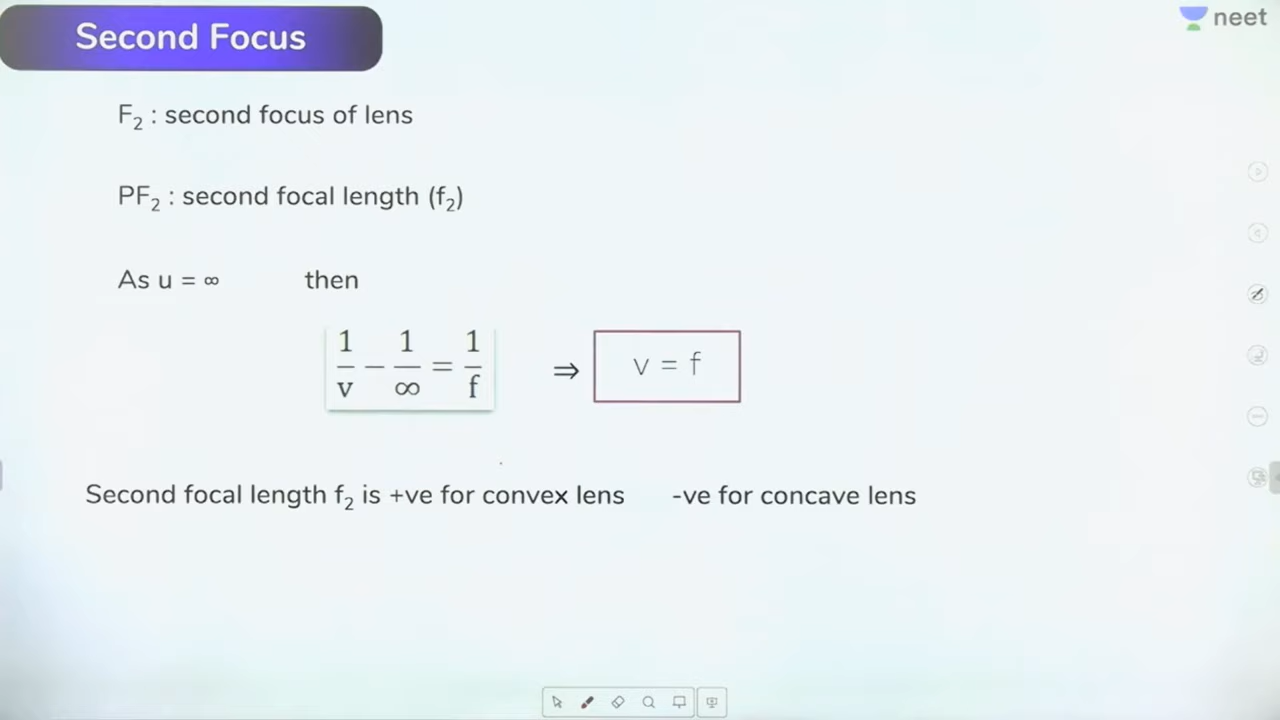 Second Focus
neet
F₂ : second focus of lens
PF₂ : second focal length (f₂)
As u = ∞ then
1/v − 1/∞ = 1/f ⇒ v = f
Second focal length f₂ is +ve for convex lens -ve for concave lens